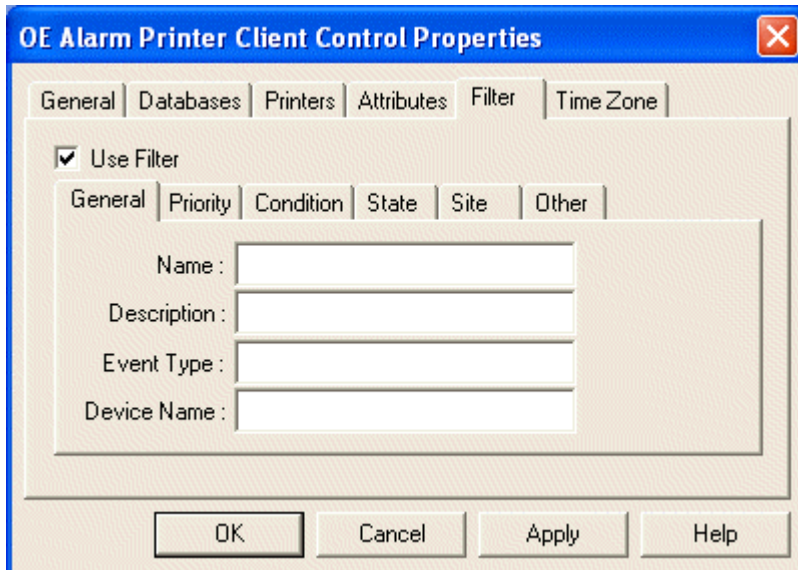 OE Alarm Printer Client Control Properties
General Databases Printers Attributes Filter Time Zone
Use Filter
General Priority Condition State Site Other
Name :
Description :
Event Type :
Device Name :
OK Cancel Apply Help